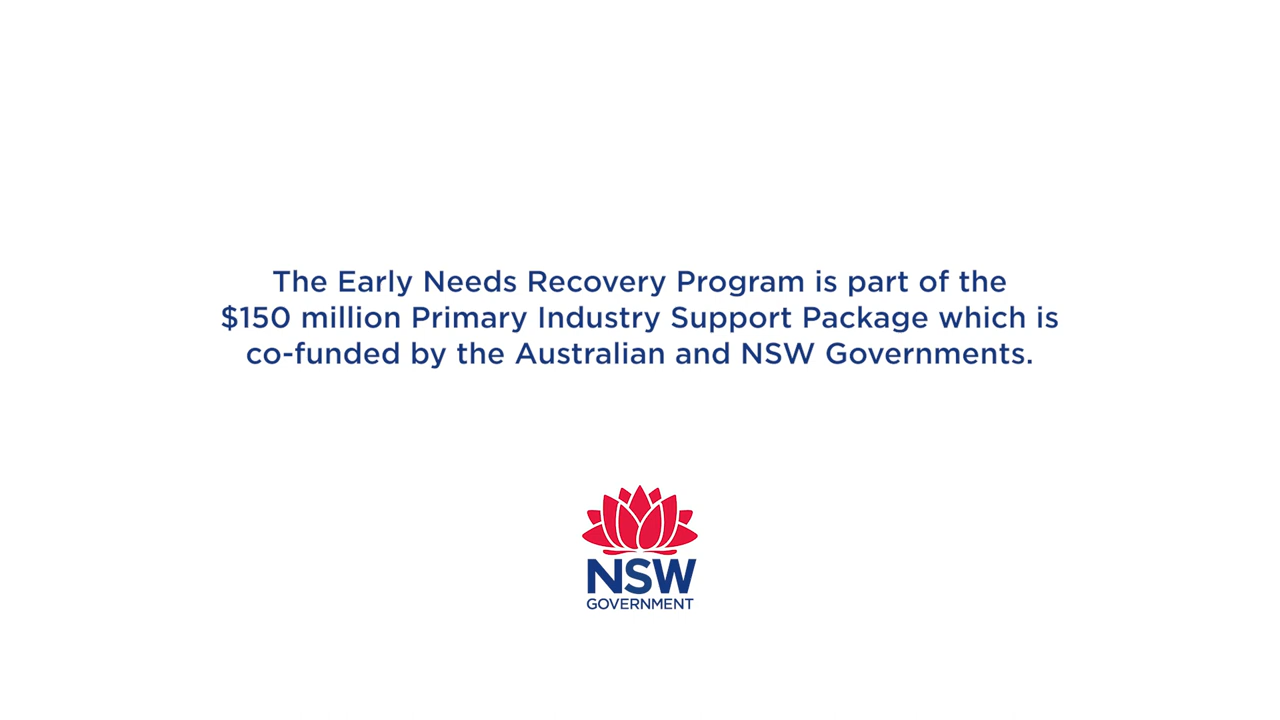 The Early Needs Recovery Program is part of the
$150 million Primary Industry Support Package which is
co-funded by the Australian and NSW Governments.
NSW
GOVERNMENT